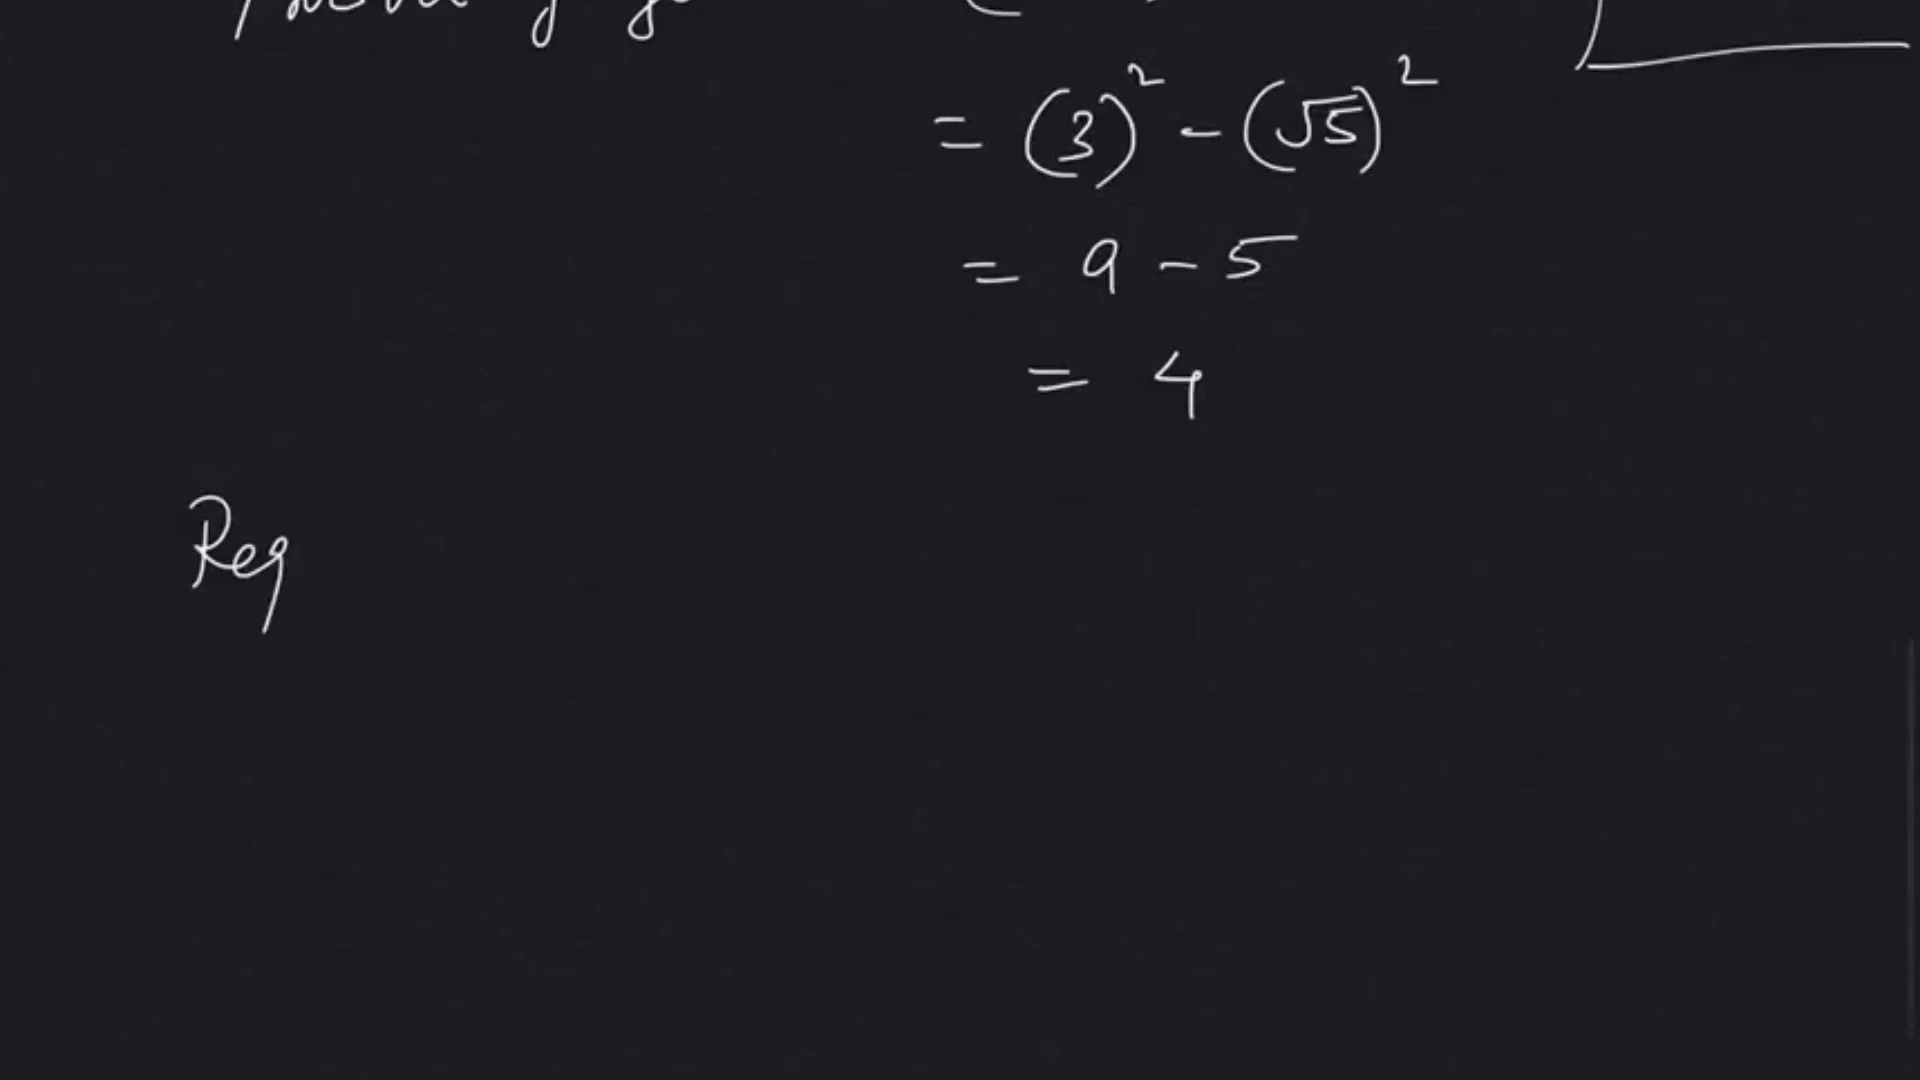 = (3)² - (√5)²
= 9 - 5
= 4
Req